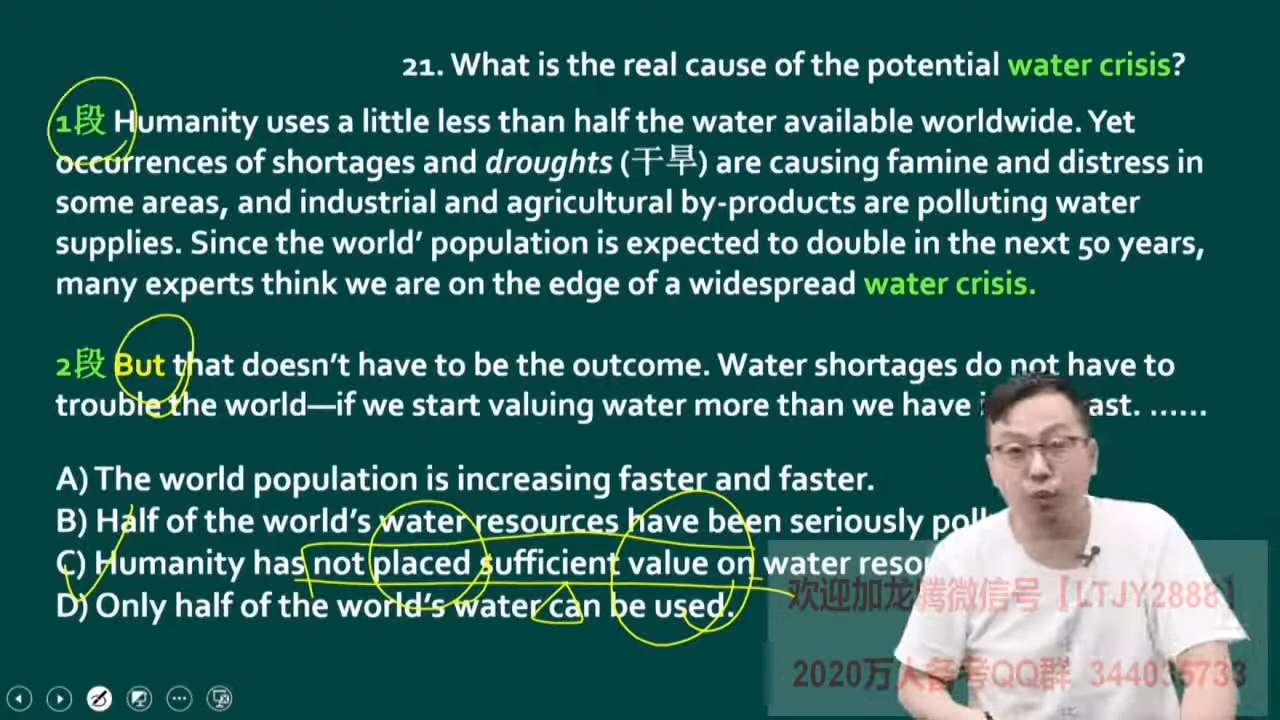 21. What is the real cause of the potential water crisis?
1段 Humanity uses a little less than half the water available worldwide. Yet
occurrences of shortages and droughts (干旱) are causing famine and distress in
some areas, and industrial and agricultural by-products are polluting water
supplies. Since the world’ population is expected to double in the next 50 years,
many experts think we are on the edge of a widespread water crisis.
2段 But that doesn’t have to be the outcome. Water shortages do not have to
trouble the world—if we start valuing water more than we have ast. ......
A) The world population is increasing faster and faster.
B) Half of the world’s water resources have been seriously
C) Humanity has not placed sufficient value on water
D) Only half of the world’s water can be used.
欢迎加龙腾微信号【LTJY2888】
2020万人备考QQ群 344035733